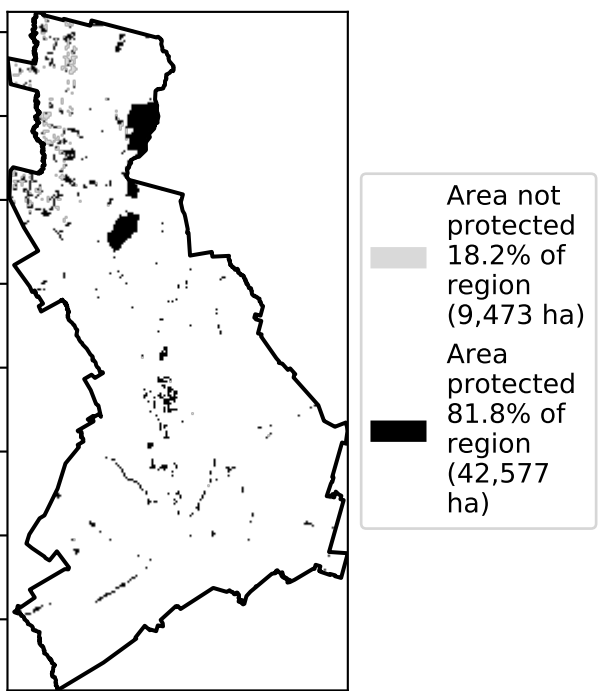 Area not
protected
18.2% of
region
(9,473 ha)
Area
protected
81.8% of
region
(42,577
ha)